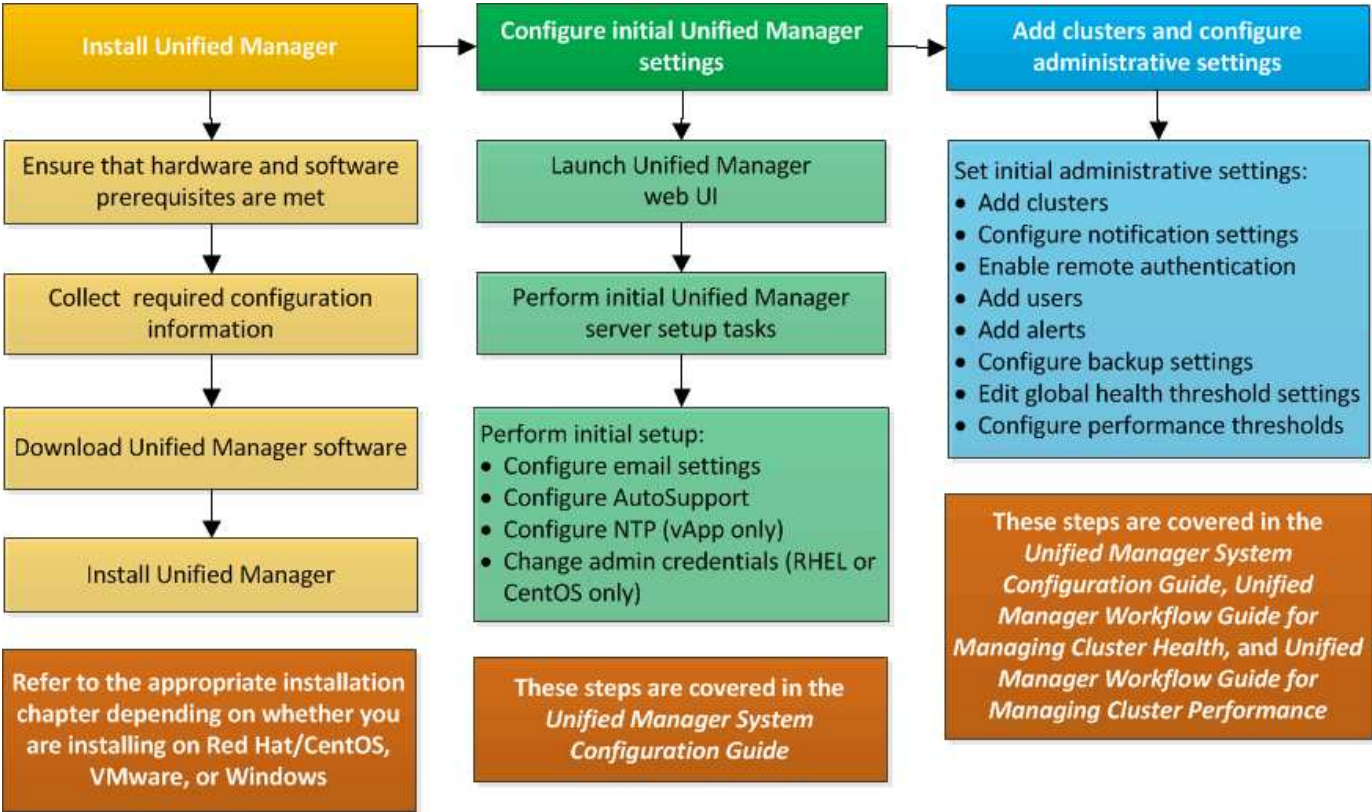 Install Unified Manager
Ensure that hardware and software
prerequisites are met
Collect required configuration
information
Download Unified Manager software
Install Unified Manager
Refer to the appropriate installation
chapter depending on whether you
are installing on Red Hat/CentOS,
VMware, or Windows
Configure initial Unified Manager
settings
Launch Unified Manager
web UI
Perform initial Unified Manager
server setup tasks
Perform initial setup:
• Configure email settings
• Configure AutoSupport
• Configure NTP (vApp only)
• Change admin credentials (RHEL or
CentOS only)
These steps are covered in the
Unified Manager System
Configuration Guide
Add clusters and configure
administrative settings
Set initial administrative settings:
• Add clusters
• Configure notification settings
• Enable remote authentication
• Add users
• Add alerts
• Configure backup settings
• Edit global health threshold settings
• Configure performance thresholds
These steps are covered in the
Unified Manager System
Configuration Guide, Unified
Manager Workflow Guide for
Managing Cluster Health, and Unified
Manager Workflow Guide for
Managing Cluster Performance